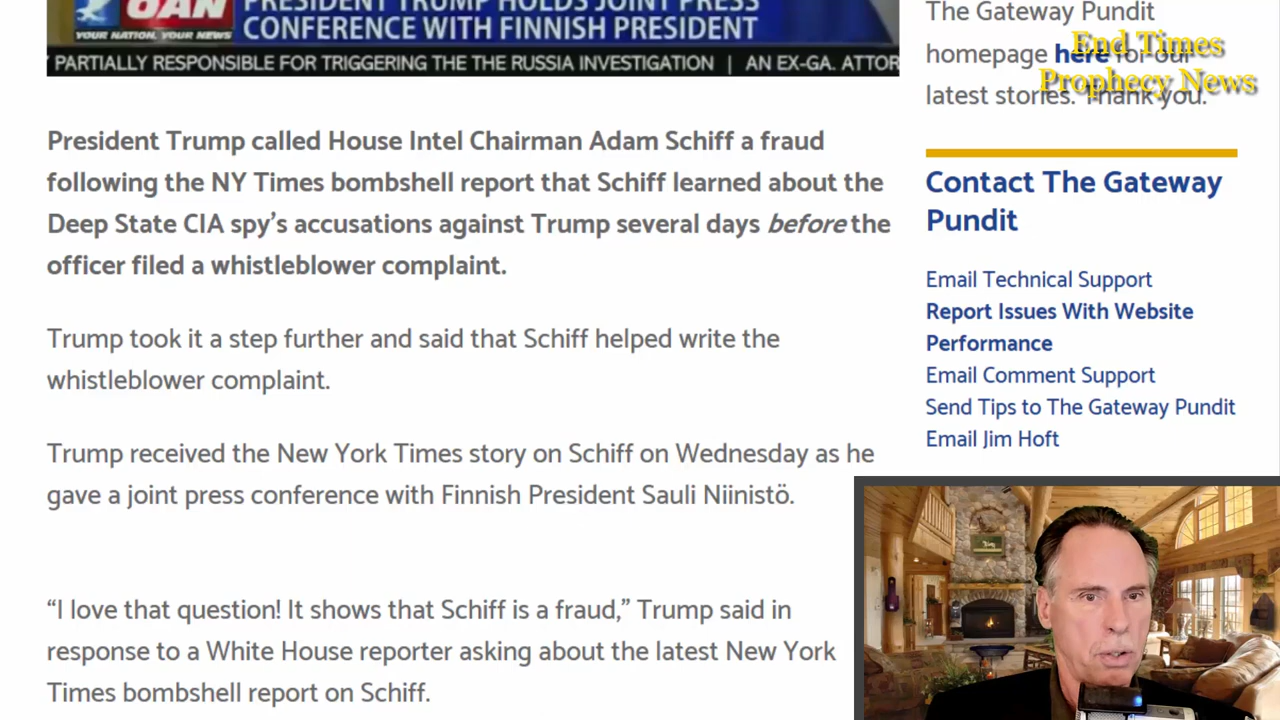 PRESIDENT TRUMP HOLDS JOINT PRESS
OAN
YOUR NATION. YOUR NEWS
CONFERENCE WITH FINNISH PRESIDENT
PARTIALLY RESPONSIBLE FOR TRIGGERING THE THE RUSSIA INVESTIGATION | AN EX-GA. ATTOR
President Trump called House Intel Chairman Adam Schiff a fraud
following the NY Times bombshell report that Schiff learned about the
Deep State CIA spy’s accusations against Trump several days before the
officer filed a whistleblower complaint.
Trump took it a step further and said that Schiff helped write the
whistleblower complaint.
Trump received the New York Times story on Schiff on Wednesday as he
gave a joint press conference with Finnish President Sauli Niinistö.
“I love that question! It shows that Schiff is a fraud,” Trump said in
response to a White House reporter asking about the latest New York
Times bombshell report on Schiff.
The Gateway Pundit
homepage here for our
latest stories. Thank you.
End Times
Prophecy News
Contact The Gateway
Pundit
Email Technical Support
Report Issues With Website
Performance
Email Comment Support
Send Tips to The Gateway Pundit
Email Jim Hoft